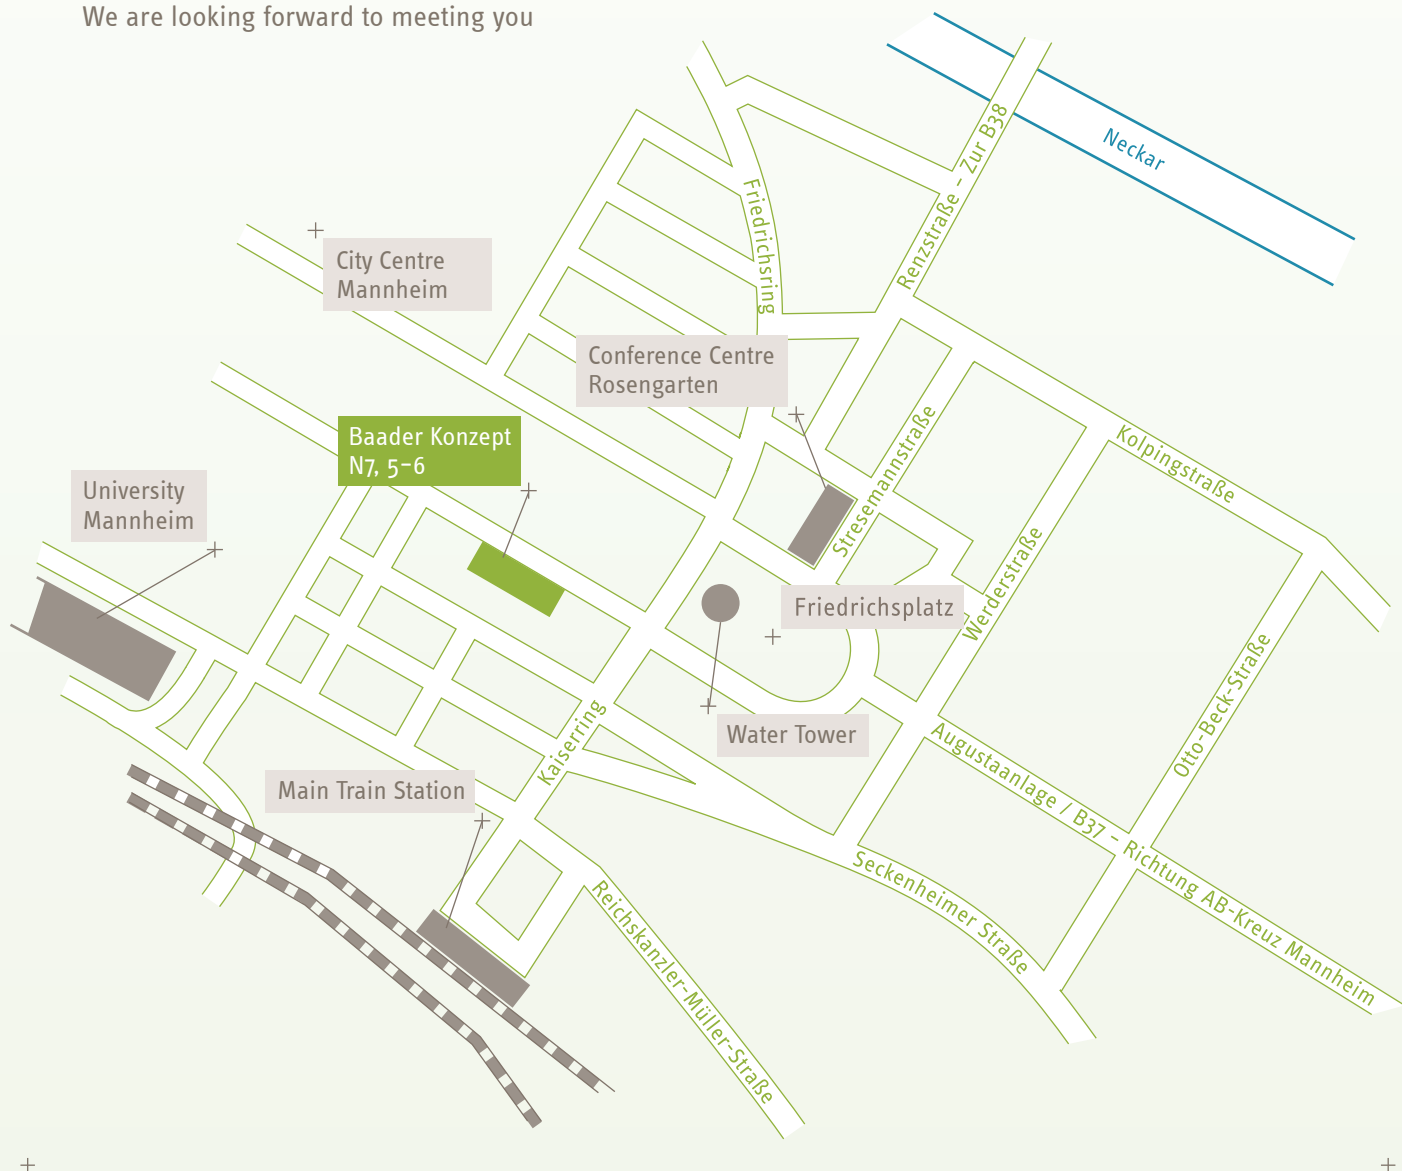 We are looking forward to meeting you
Neckar
Renzstraße – Zur B38
Friedrichsring
City Centre
Mannheim
Conference Centre
Rosengarten
Baader Konzept
N7, 5–6
University
Mannheim
Stresemannstraße
Kolpingstraße
Werderstraße
Friedrichsplatz
Otto-Beck-Straße
Water Tower
Kaiserring
Main Train Station
Augustaanlage / B37 – Richtung AB-Kreuz Mannheim
Seckenheimer Straße
Reichskanzler-Müller-Straße